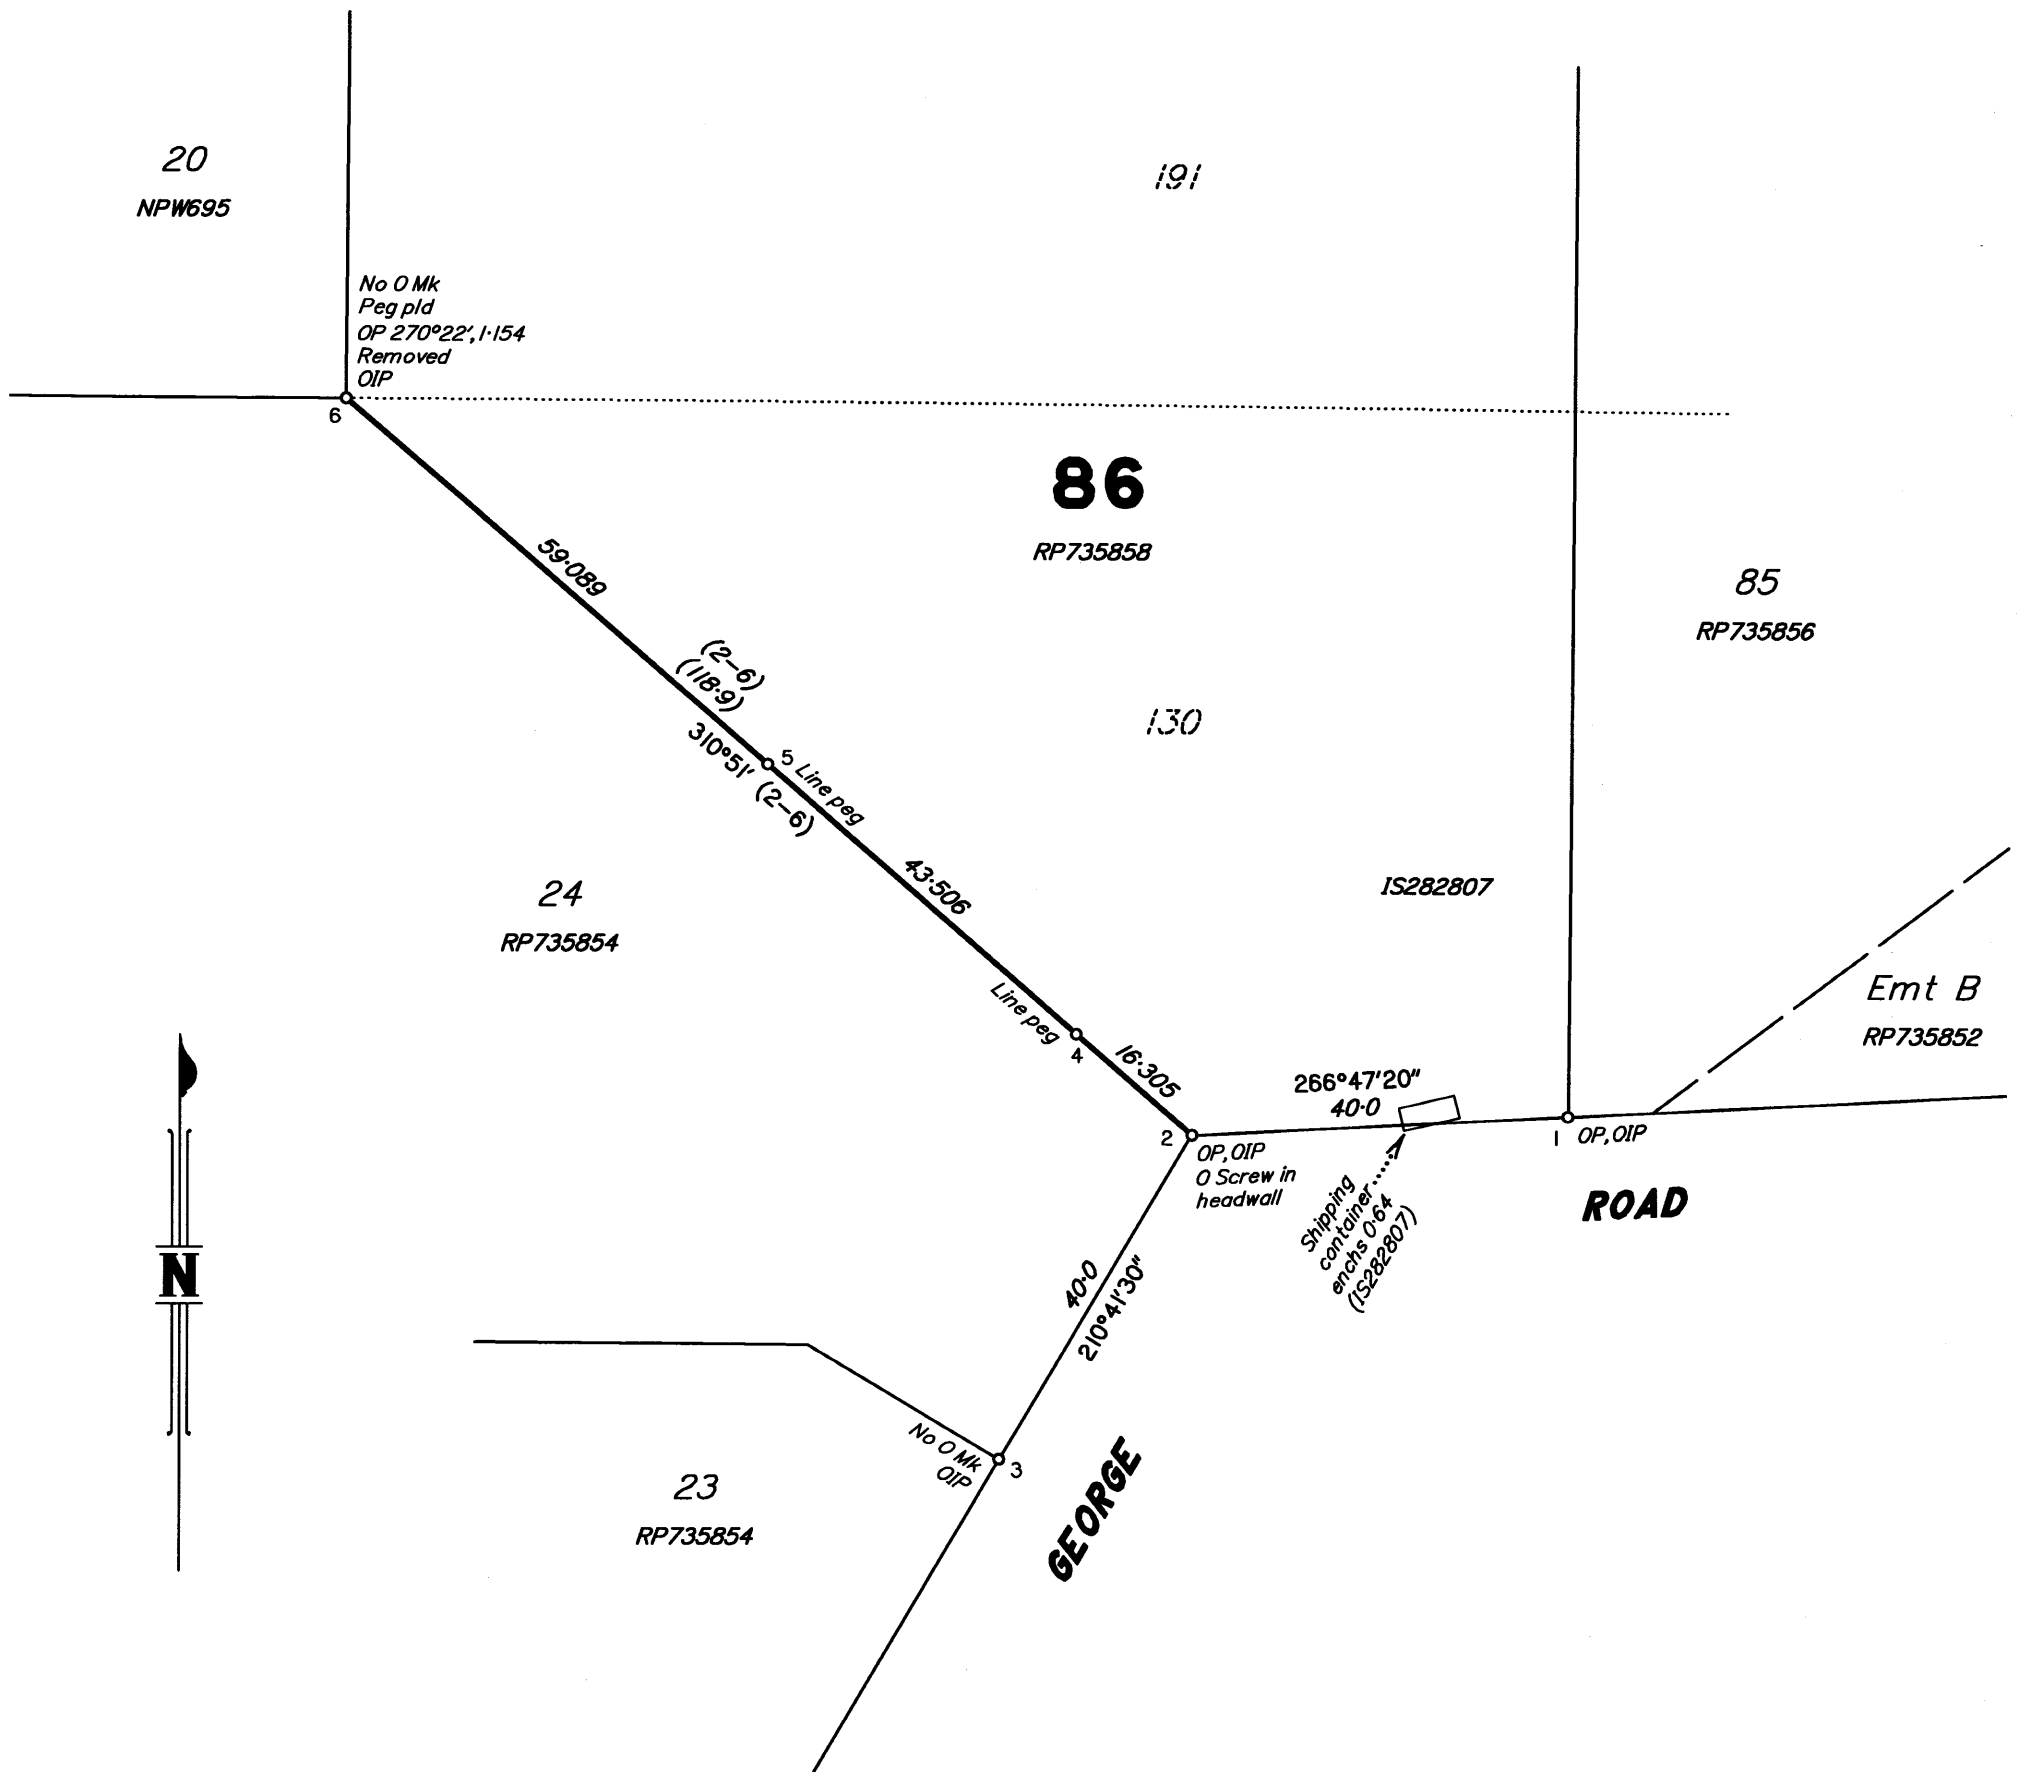 20
NPW695
191
No O Mk
Peg pld
OP 270°22', 1·154
Removed
OIP
6
86
RP735858
59·089
85
RP735856
(2-6)
(118·9)
310°51' (2-6)
5 Line peg
130
43·506
IS282807
24
RP735854
Line peg
4
16·305
Emt B
RP735852
266°47'20"
40·0
2
OP, OIP
O Screw in
headwall
1
OP, OIP
Shipping
container
enchs 0·64
(IS282807)
ROAD
N
40·0
210°41'30"
No O Mk
OIP
3
GEORGE
23
RP735854